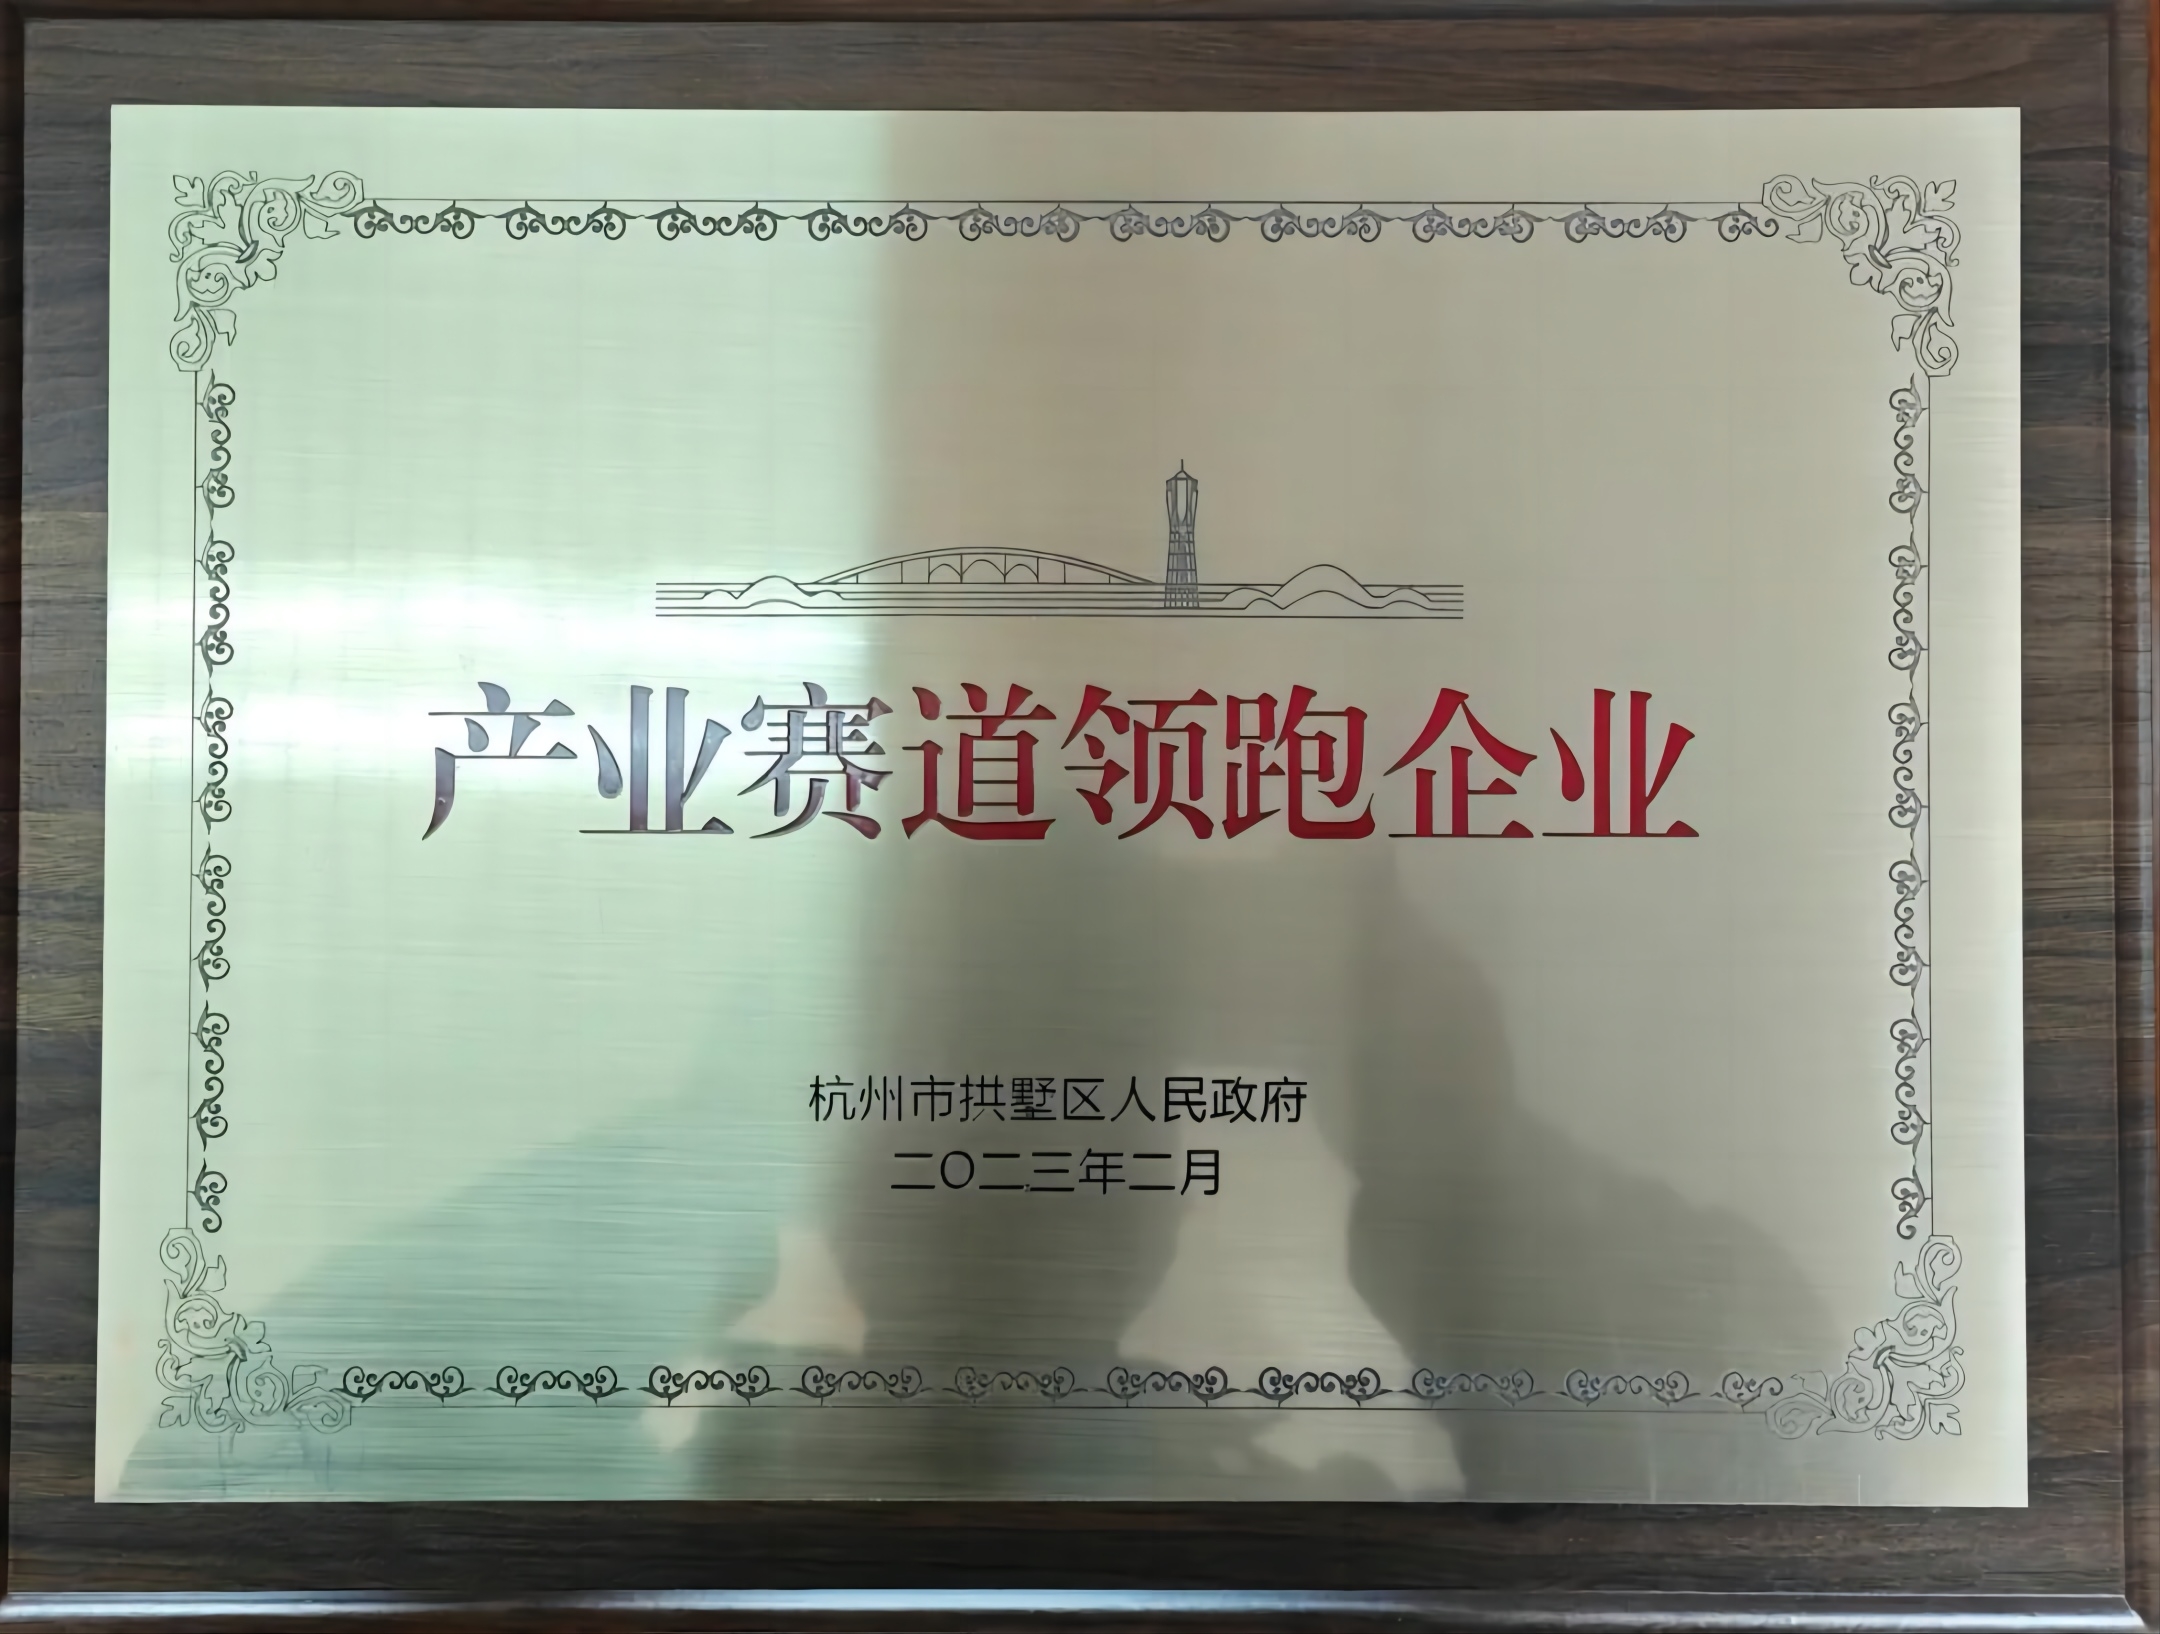 产业赛道领跑企业
杭州市拱墅区人民政府
二〇二三年二月